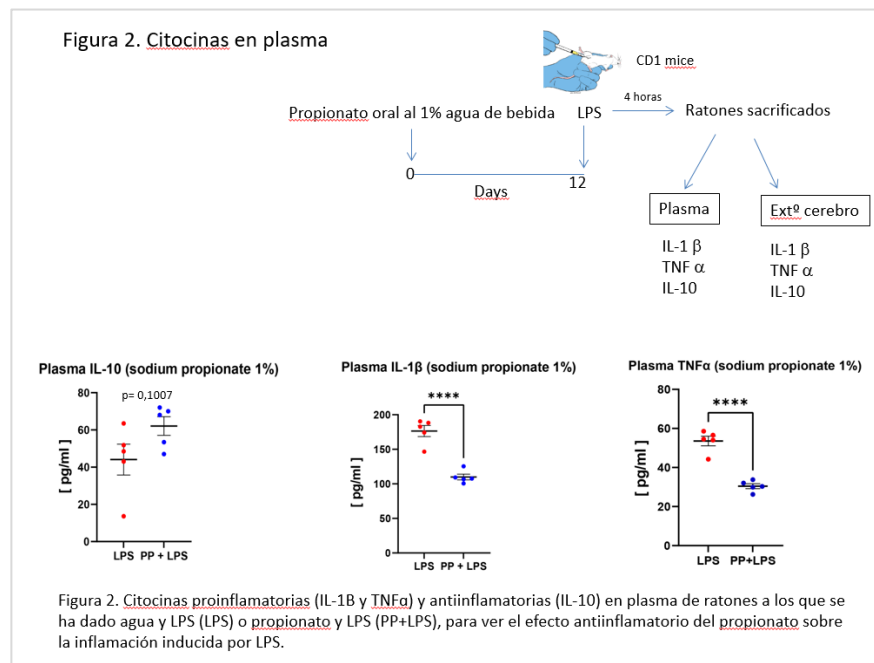 Figura 2. Citocinas en plasma
CD1 mice
4 horas
Propionato oral al 1% agua de bebida
LPS
Ratones sacrificados
0
12
Days
Plasma
Extº cerebro
IL-1 β
TNF α
IL-10
IL-1 β
TNF α
IL-10
Plasma IL-10 (sodium propionate 1%)
p= 0,1007
80
60
40
20
0
[ pg/ml ]
LPS
PP + LPS
Plasma IL-1β (sodium propionate 1%)
****
200
150
100
50
0
[ pg/ml ]
LPS
PP + LPS
Plasma TNFα (sodium propionate 1%)
****
80
60
40
20
0
[ pg/ml ]
LPS
PP+LPS
Figura 2. Citocinas proinflamatorias (IL-1B y TNFα) y antiinflamatorias (IL-10) en plasma de ratones a los que se
ha dado agua y LPS (LPS) o propionato y LPS (PP+LPS), para ver el efecto antiinflamatorio del propionato sobre
la inflamación inducida por LPS.